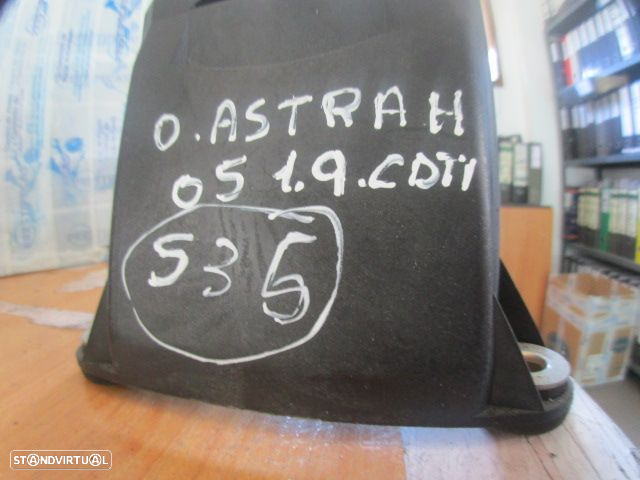 O. ASTRA H
05 1.9. CDTI
535
STANDVIRTUAL